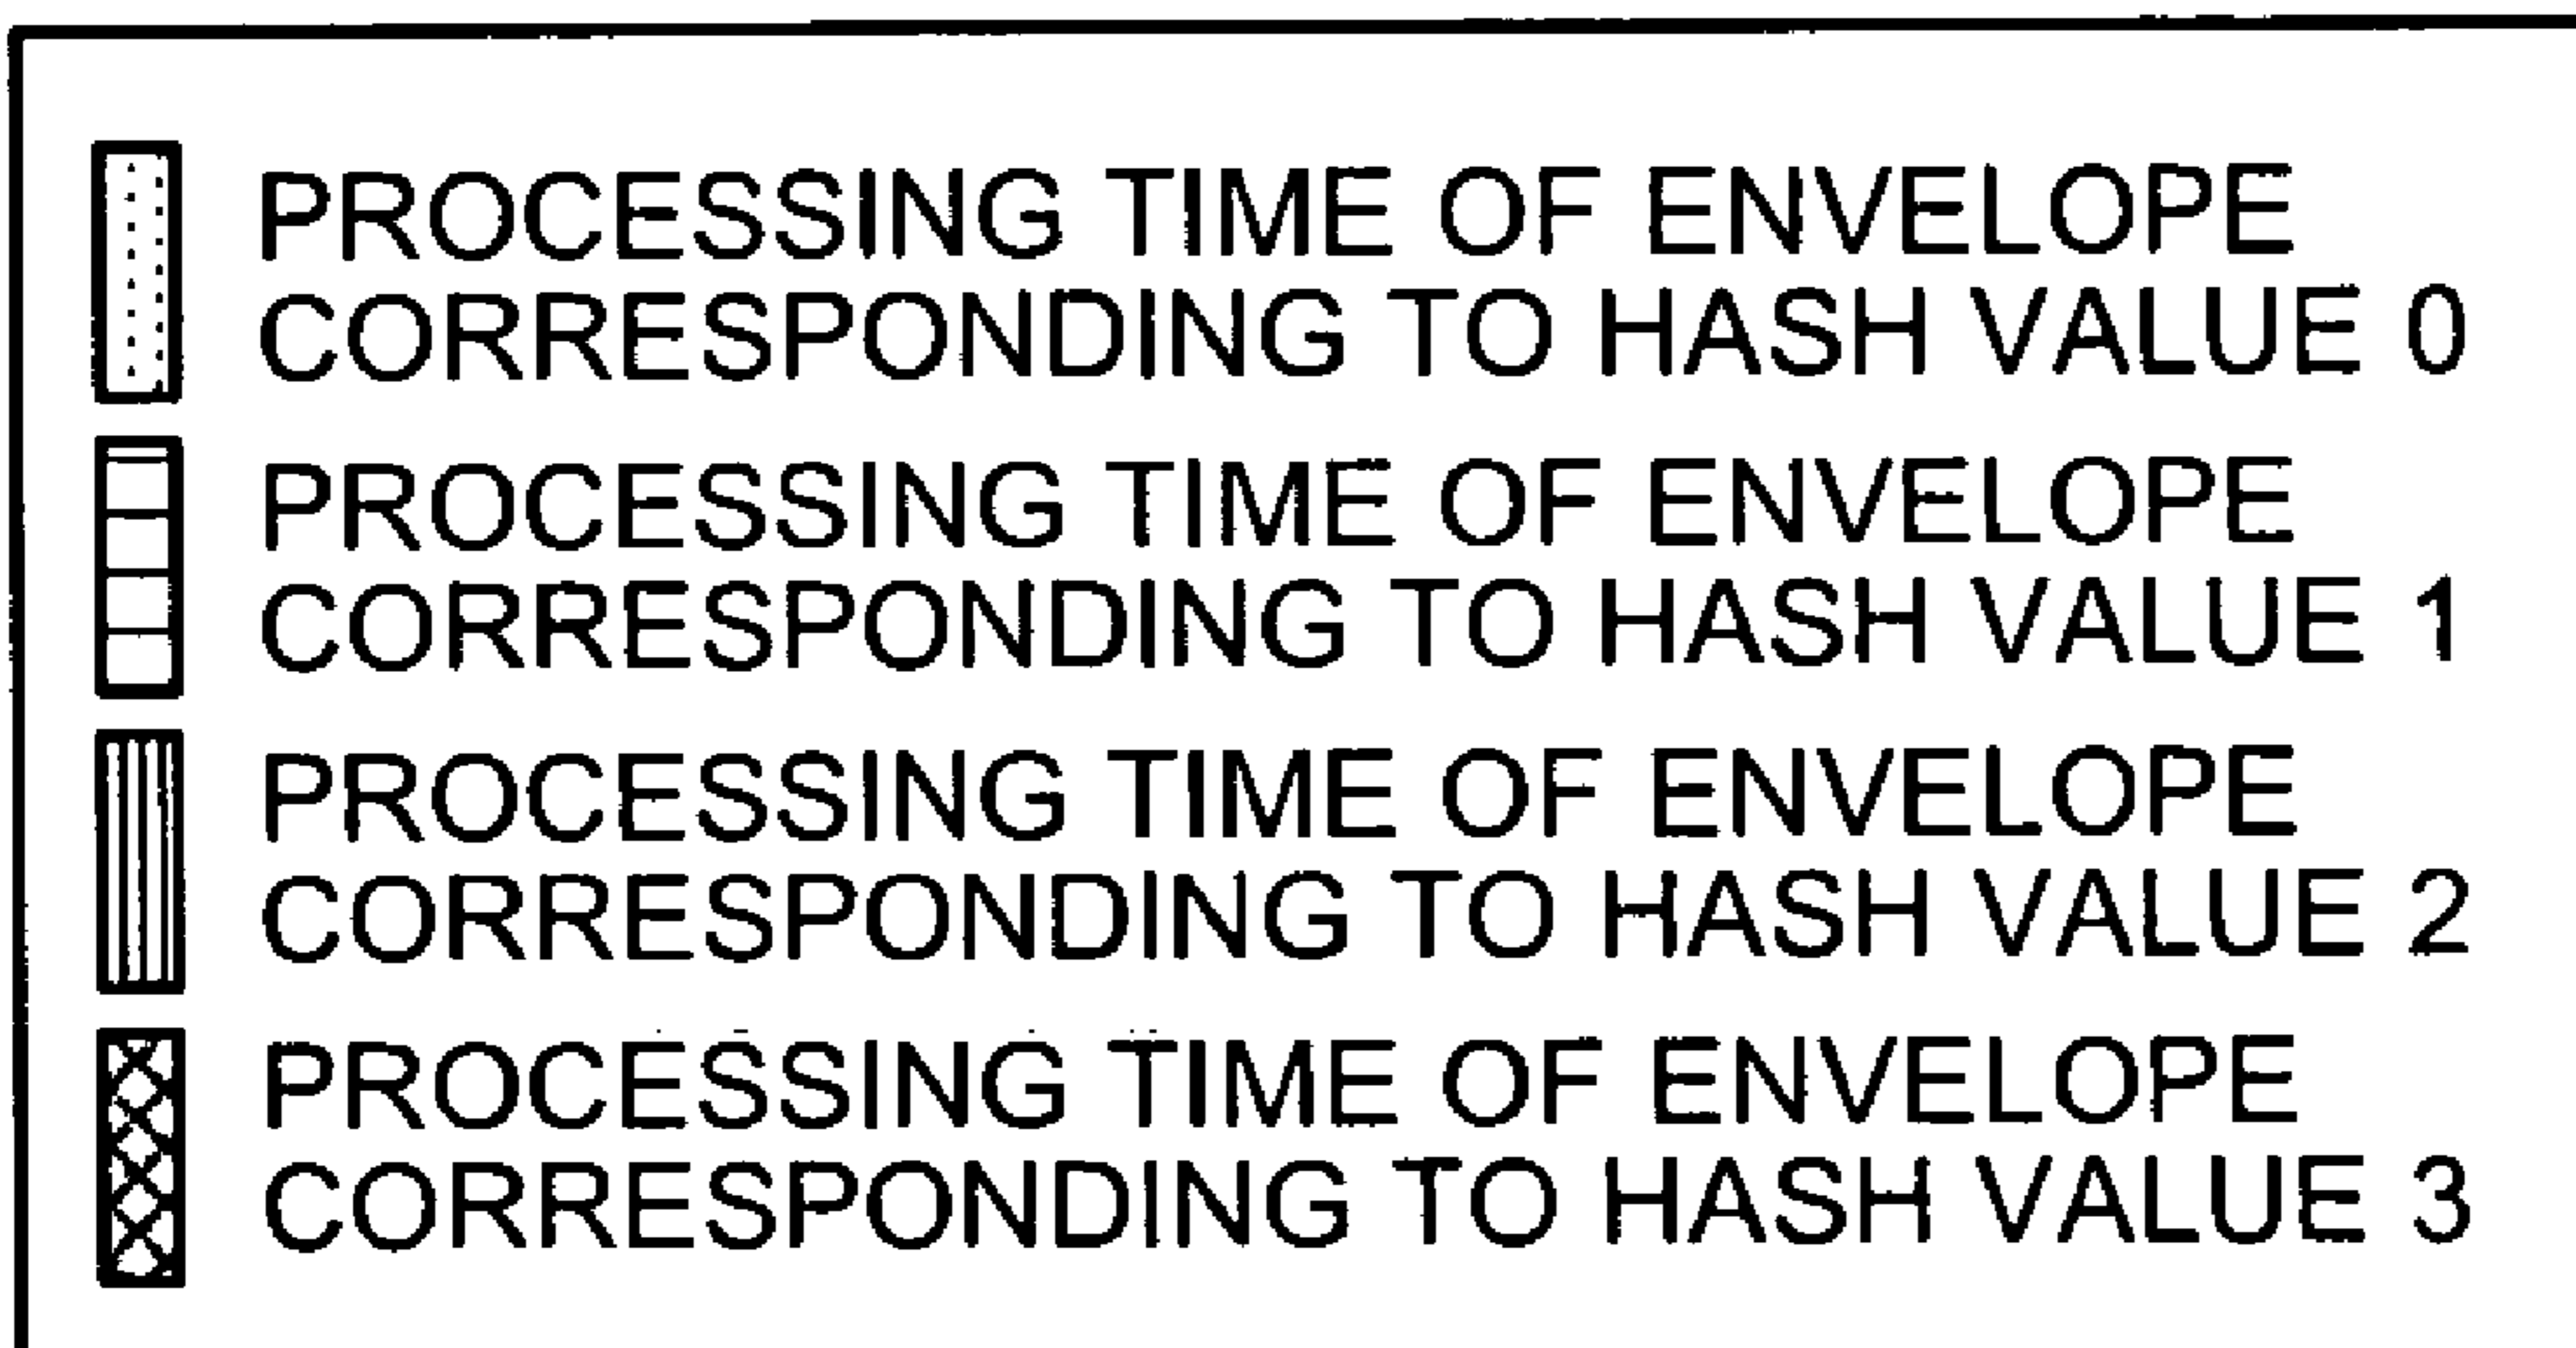 PROCESSING TIME OF ENVELOPE
CORRESPONDING TO HASH VALUE 0
PROCESSING TIME OF ENVELOPE
CORRESPONDING TO HASH VALUE 1
PROCESSING TIME OF ENVELOPE
CORRESPONDING TO HASH VALUE 2
PROCESSING TIME OF ENVELOPE
CORRESPONDING TO HASH VALUE 3